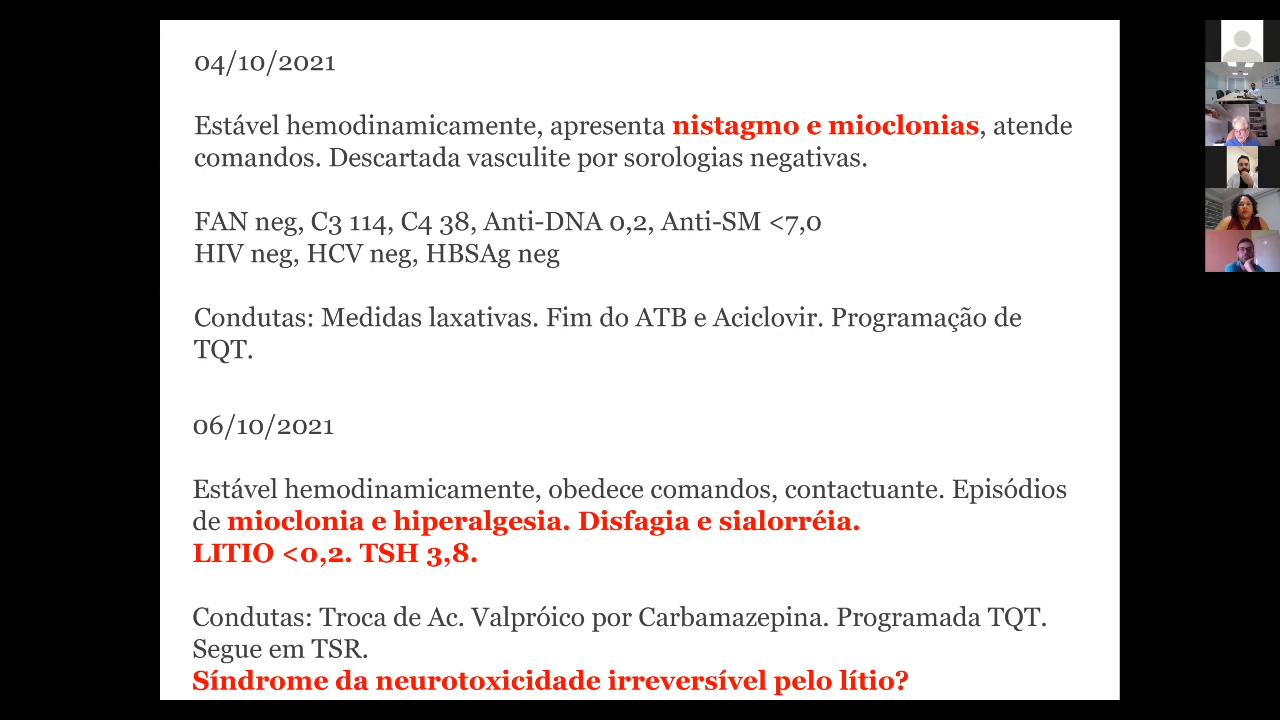 04/10/2021
Estável hemodinamicamente, apresenta nistagmo e mioclonias, atende
comandos. Descartada vasculite por sorologias negativas.
FAN neg, C3 114, C4 38, Anti-DNA 0,2, Anti-SM <7,0
HIV neg, HCV neg, HBSAg neg
Condutas: Medidas laxativas. Fim do ATB e Aciclovir. Programação de
TQT.
06/10/2021
Estável hemodinamicamente, obedece comandos, contactuante. Episódios
de mioclonia e hiperalgesia. Disfagia e sialorréia.
LITIO <0,2. TSH 3,8.
Condutas: Troca de Ac. Valpróico por Carbamazepina. Programada TQT.
Segue em TSR.
Síndrome da neurotoxicidade irreversível pelo lítio?